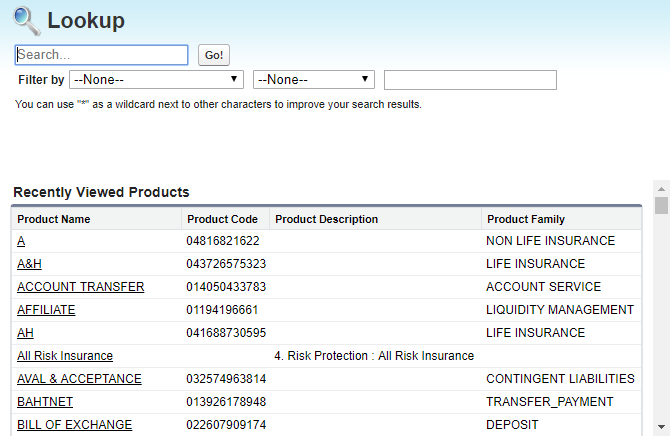 Lookup
Search...
Go!
Filter by --None-- --None--
You can use "*" as a wildcard next to other characters to improve your search results.
Recently Viewed Products
Product Name Product Code Product Description Product Family
A 04816821622 NON LIFE INSURANCE
A&H 043726575323 LIFE INSURANCE
ACCOUNT TRANSFER 014050433783 ACCOUNT SERVICE
AFFILIATE 01194196661 LIQUIDITY MANAGEMENT
AH 041688730595 LIFE INSURANCE
All Risk Insurance 4. Risk Protection : All Risk Insurance
AVAL & ACCEPTANCE 032574963814 CONTINGENT LIABILITIES
BAHTNET 013926178948 TRANSFER_PAYMENT
BILL OF EXCHANGE 022607909174 DEPOSIT